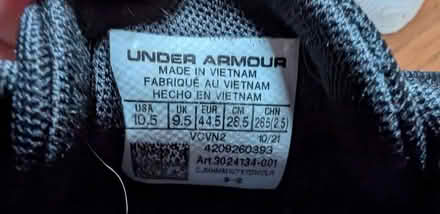 UNDER ARMOUR
MADE IN VIETNAM
FABRIQUÉ AU VIETNAM
HECHO EN VIETNAM
USA UK EUR CM CHN
10.5 9.5 44.5 28.5 285(2.5)
VOVN2 10/21
4209260393
Art.3024134-001